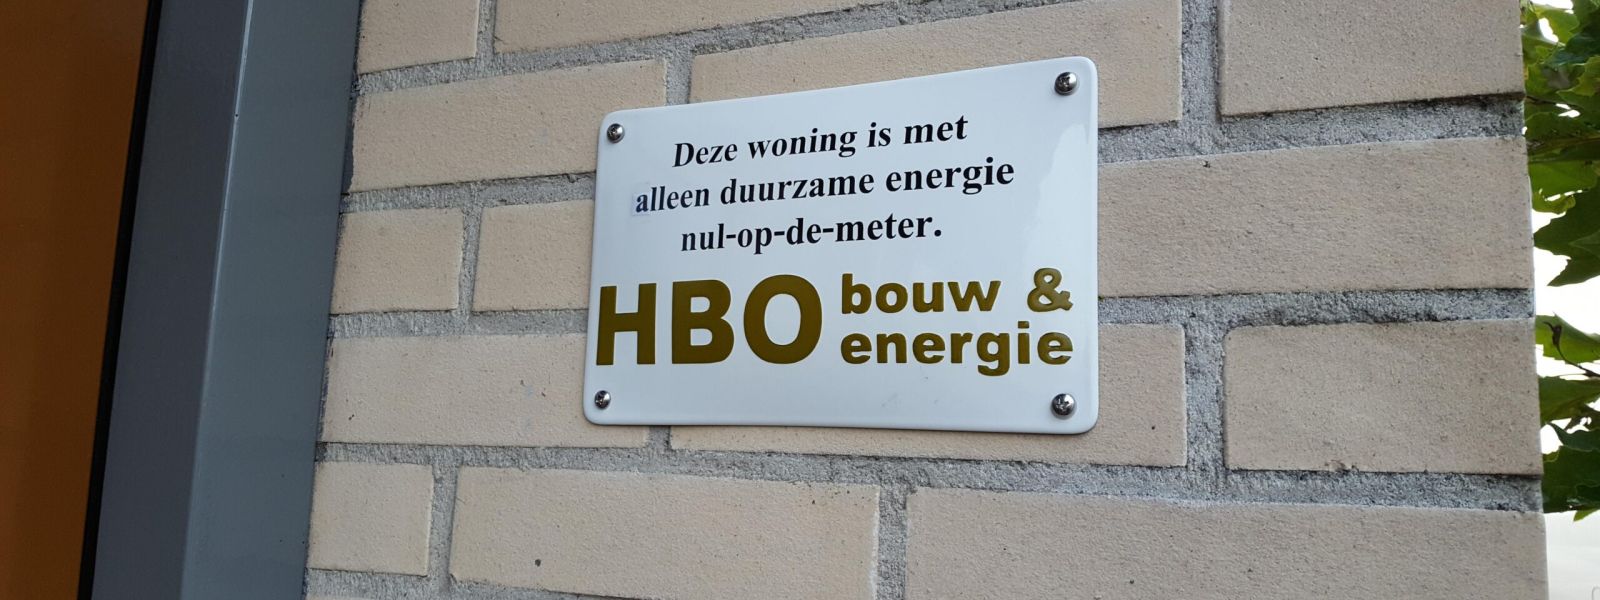 Deze woning is met
alleen duurzame energie
nul-op-de-meter.
HBO bouw &
energie